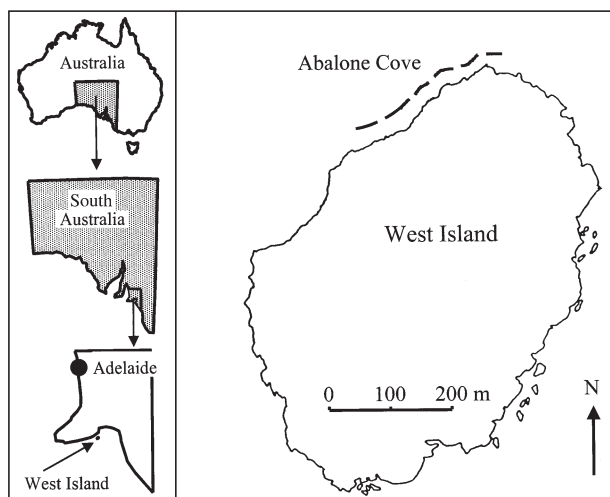 Australia
South
Australia
Adelaide
West Island
Abalone Cove
West Island
0 100 200 m
N